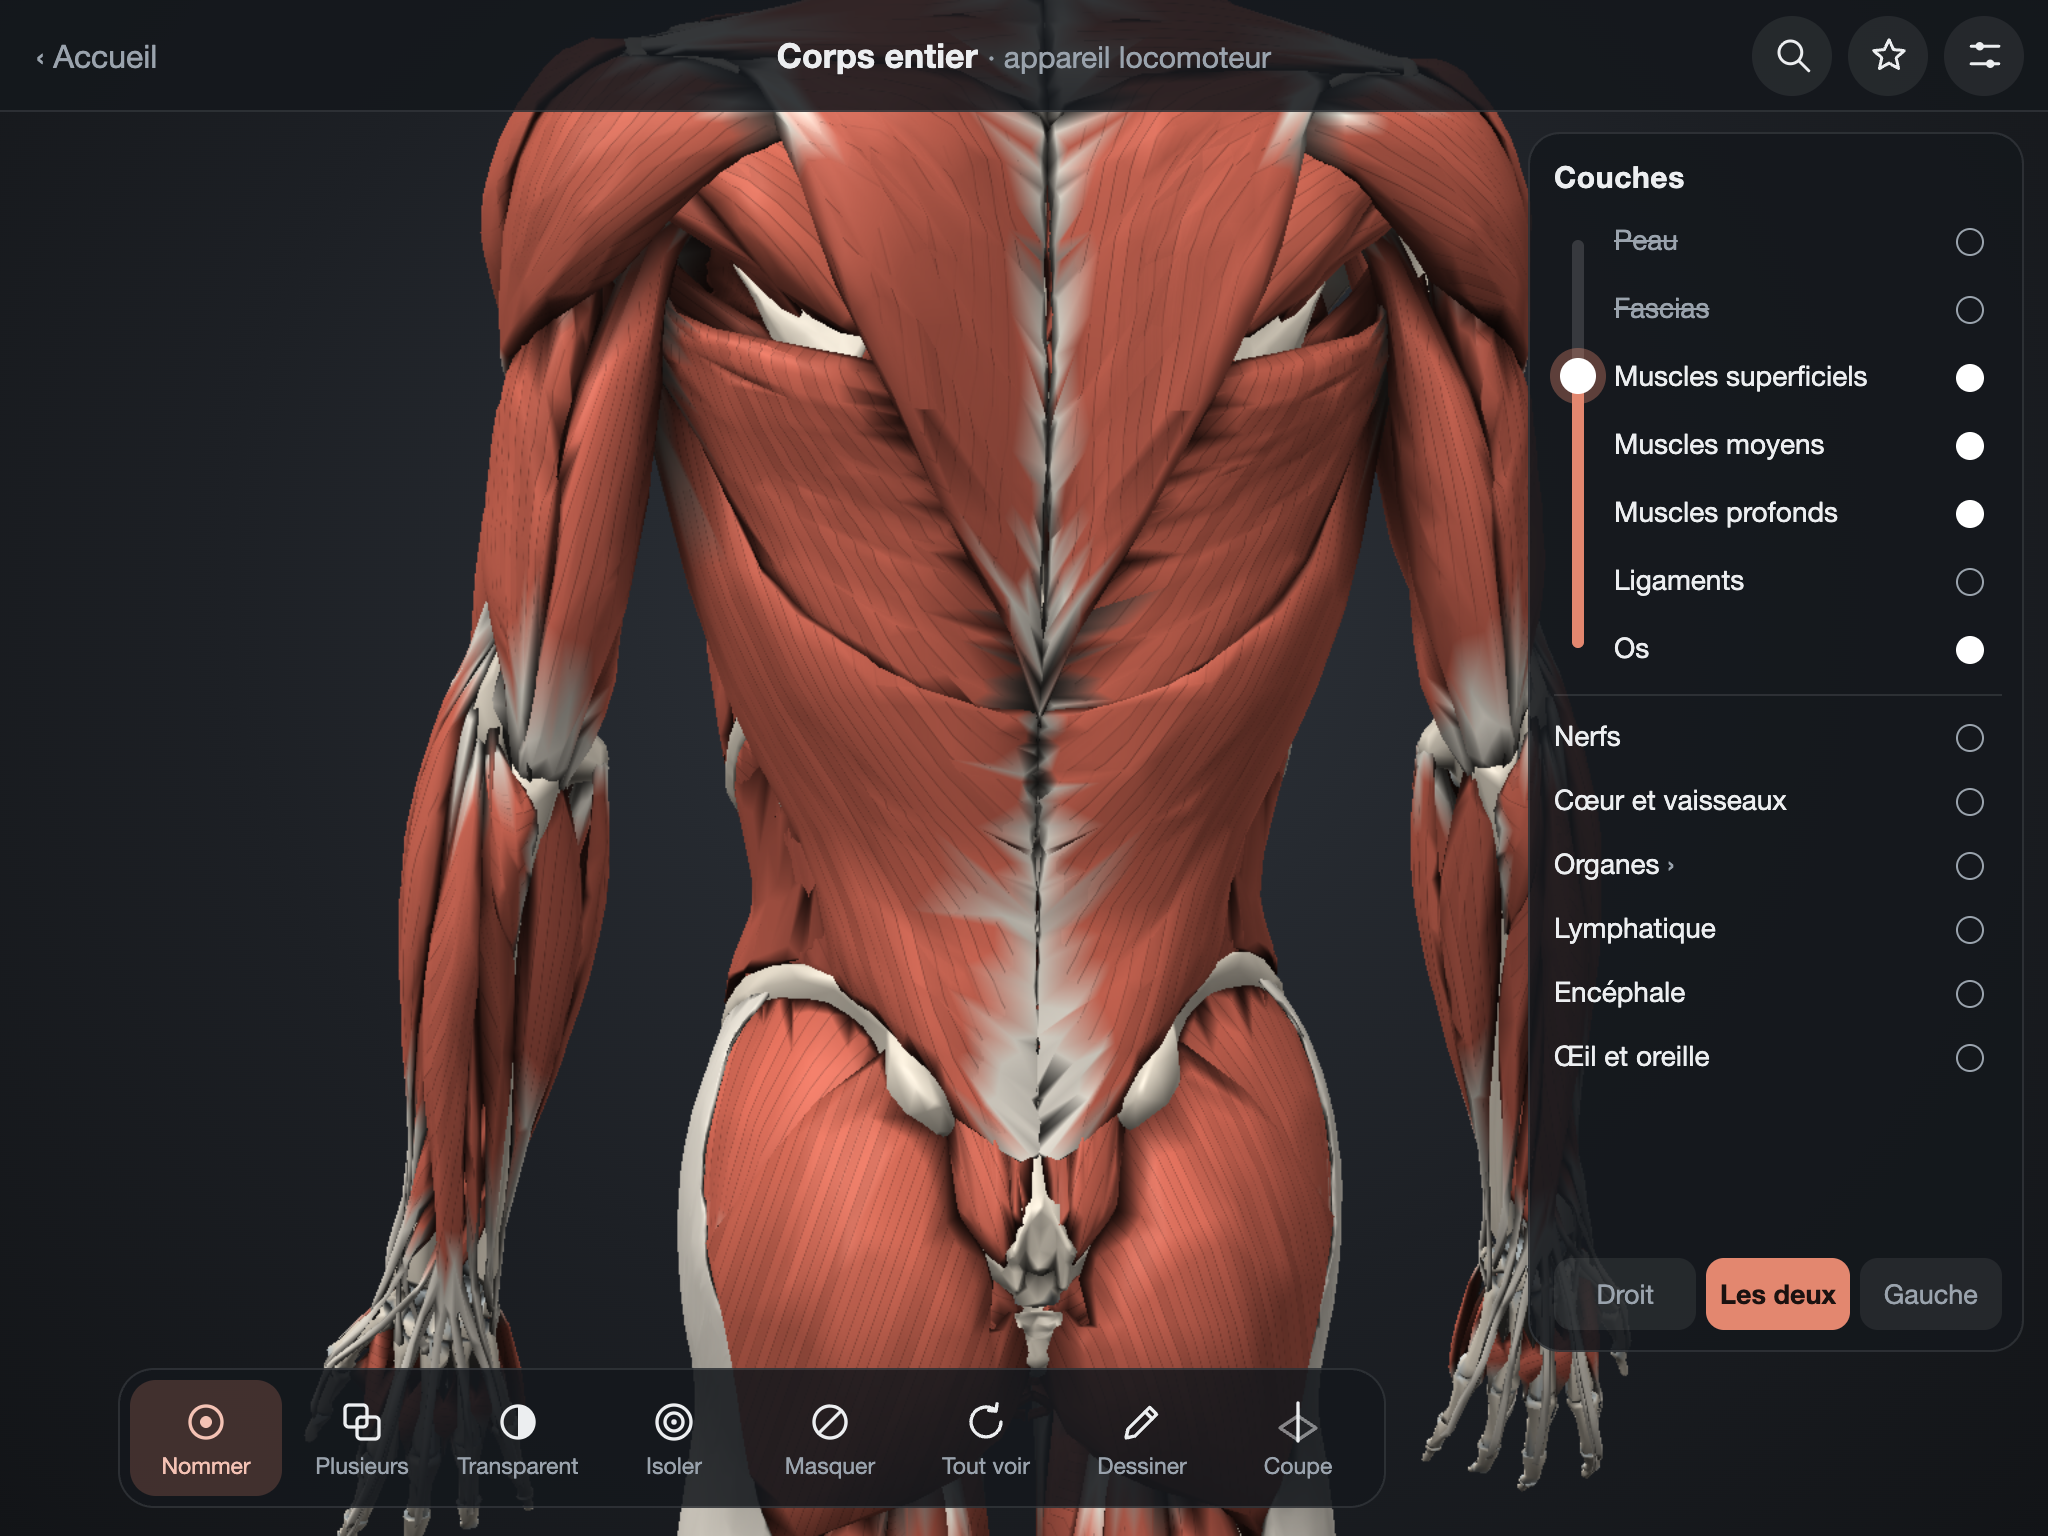 ‹ Accueil
Corps entier · appareil locomoteur
Couches
Peau
Fascias
Muscles superficiels
Muscles moyens
Muscles profonds
Ligaments
Os
Nerfs
Cœur et vaisseaux
Organes ›
Lymphatique
Encéphale
Œil et oreille
Droit
Les deux
Gauche
Nommer
Plusieurs
Transparent
Isoler
Masquer
Tout voir
Dessiner
Coupe